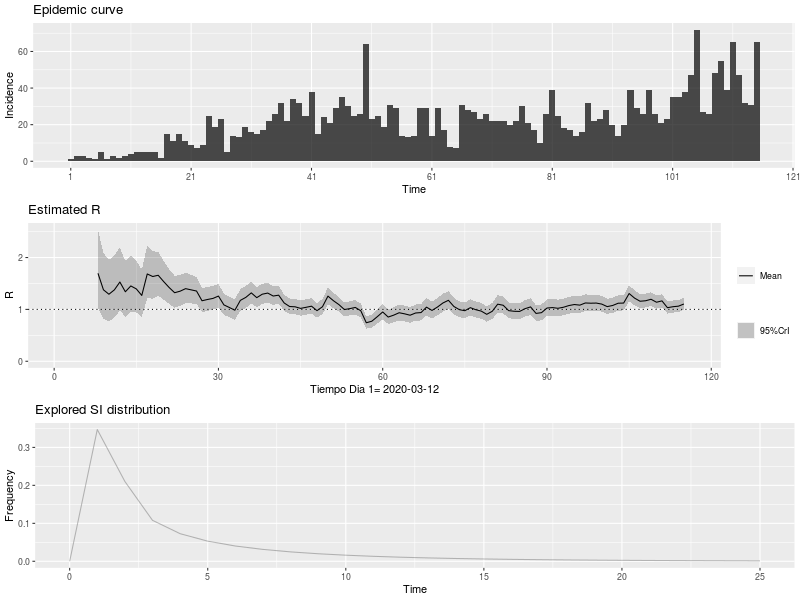 Epidemic curve
Incidence
60
40
20
0
1 21 41 61 81 101 121
Time
Estimated R
R
2
1
0
0 30 60 90 120
Tiempo Dia 1= 2020-03-12
Mean
95%CrI
Explored SI distribution
Frequency
0.3
0.2
0.1
0.0
0 5 10 15 20 25
Time